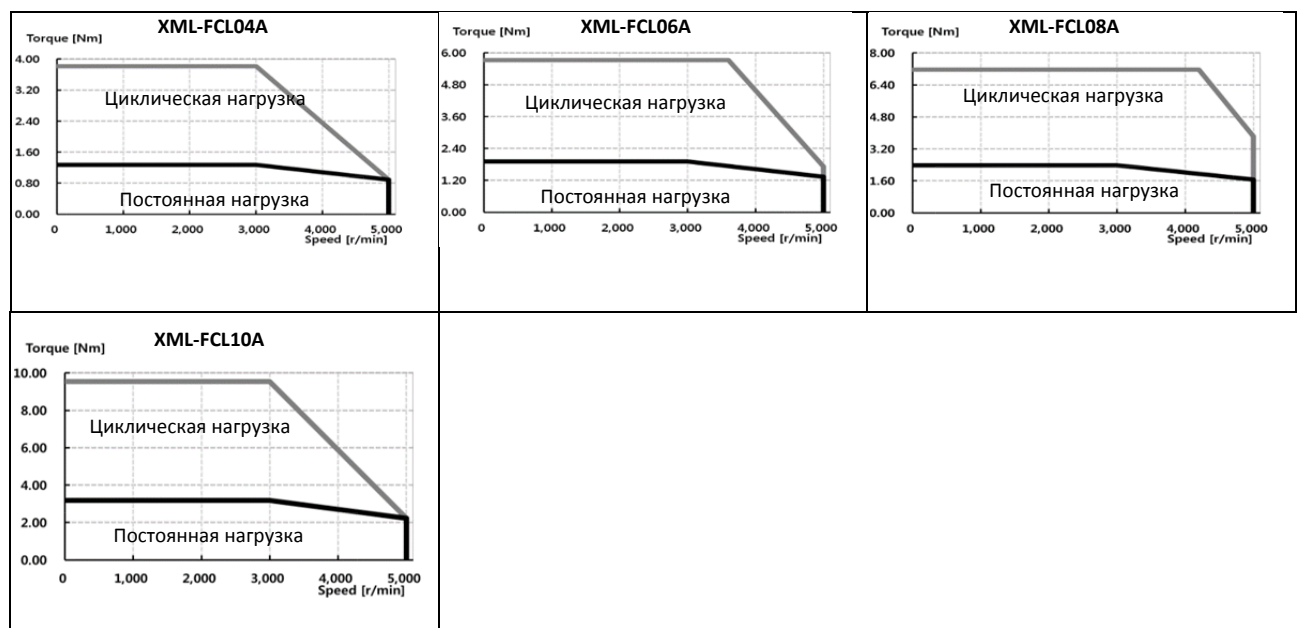 XML-FCL04A
Torque [Nm]
4.00
3.20
2.40
1.60
0.80
0.00
Циклическая нагрузка
Постоянная нагрузка
0 1,000 2,000 3,000 4,000 5,000
Speed [r/min]
XML-FCL06A
Torque [Nm]
6.00
4.80
3.60
2.40
1.20
0.00
Циклическая нагрузка
Постоянная нагрузка
0 1,000 2,000 3,000 4,000 5,000
Speed [r/min]
XML-FCL08A
Torque [Nm]
8.00
6.40
4.80
3.20
1.60
0.00
Циклическая нагрузка
Постоянная нагрузка
0 1,000 2,000 3,000 4,000 5,000
Speed [r/min]
XML-FCL10A
Torque [Nm]
10.00
8.00
6.00
4.00
2.00
0.00
Циклическая нагрузка
Постоянная нагрузка
0 1,000 2,000 3,000 4,000 5,000
Speed [r/min]